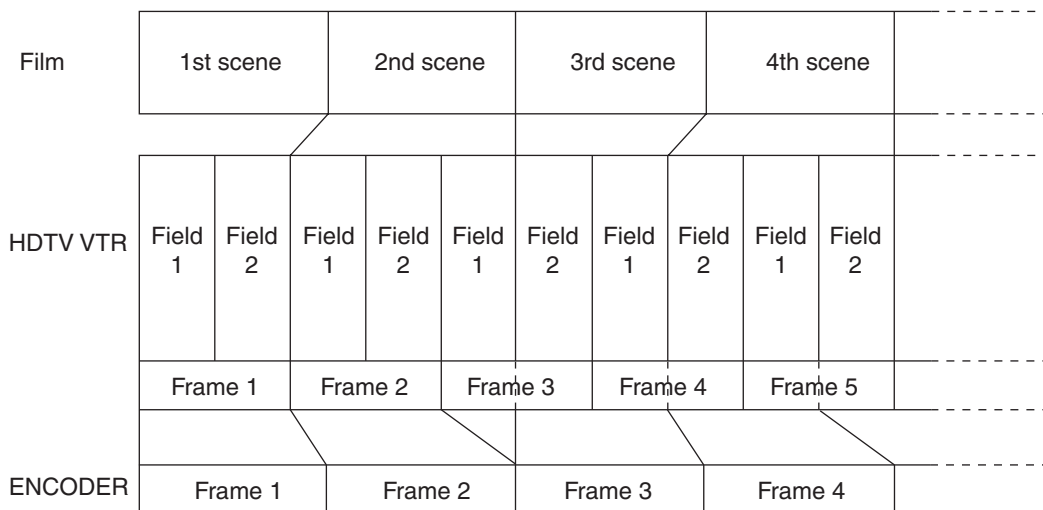 Film
1st scene
2nd scene
3rd scene
4th scene
HDTV VTR
Field 1
Field 2
Field 1
Field 2
Field 1
Field 2
Field 1
Field 2
Field 1
Field 2
Frame 1
Frame 2
Frame 3
Frame 4
Frame 5
ENCODER
Frame 1
Frame 2
Frame 3
Frame 4